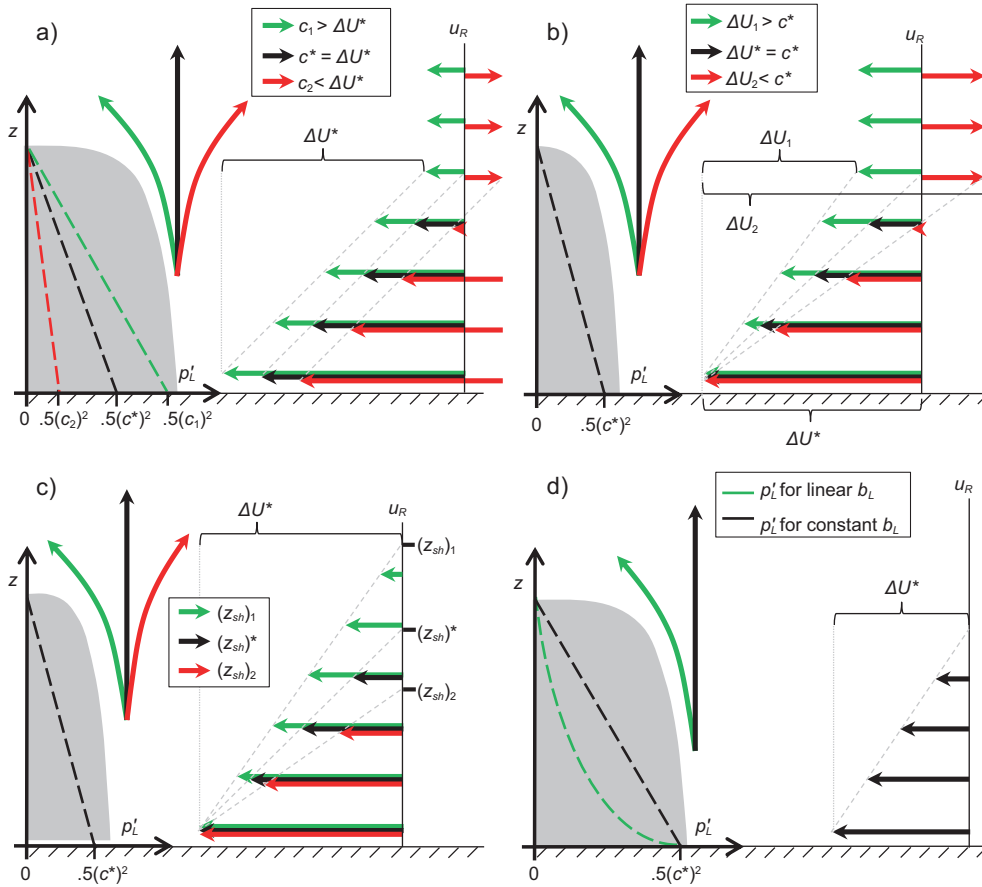 a)
c₁ > ΔU*
c* = ΔU*
c₂ < ΔU*
u_R
z
ΔU*
p′_L
0 .5(c₂)² .5(c*)² .5(c₁)²
b)
ΔU₁ > c*
ΔU* = c*
ΔU₂ < c*
u_R
z
ΔU₁
ΔU₂
p′_L
0 .5(c*)²
ΔU*
c)
ΔU*
u_R
z
(z_sh)₁
(z_sh)₁
(z_sh)*
(z_sh)₂
(z_sh)*
(z_sh)₂
p′_L
0 .5(c*)²
d)
p′_L for linear b_L
p′_L for constant b_L
u_R
z
ΔU*
p′_L
0 .5(c*)²